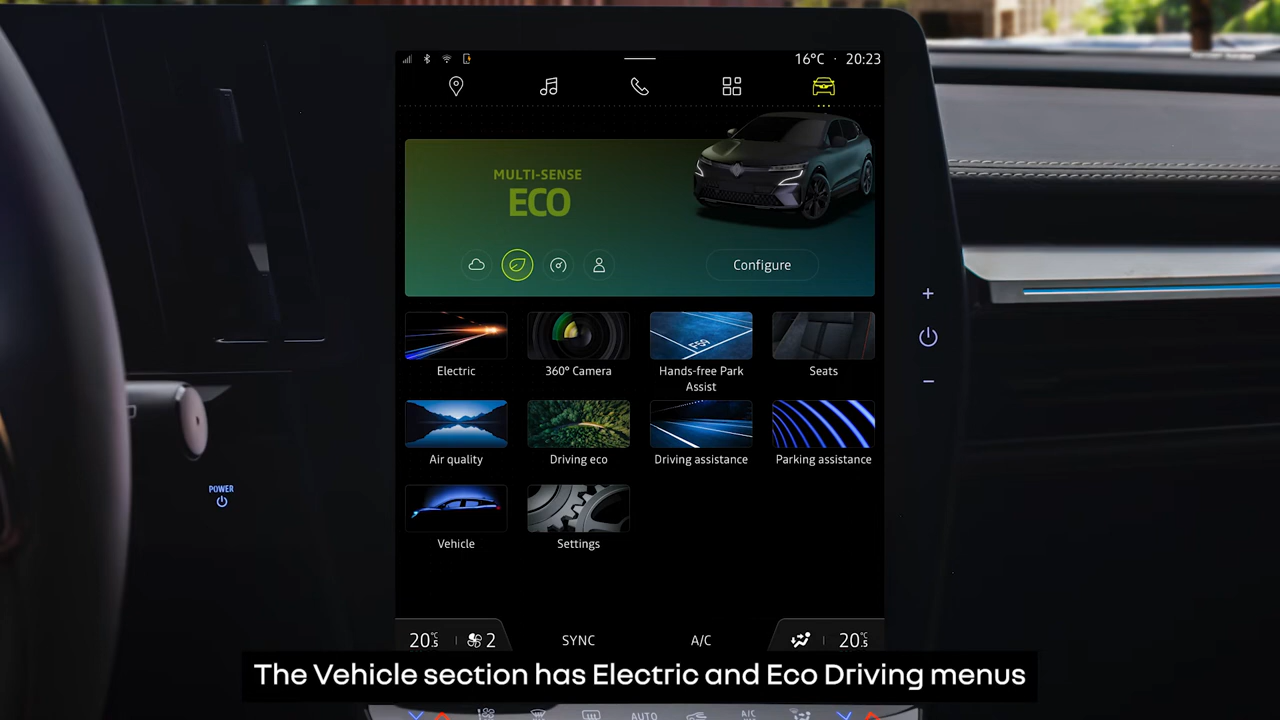 16°C · 20:23
MULTI-SENSE
ECO
Configure
Electric
360° Camera
Hands-free Park
Assist
Seats
F59
Air quality
Driving eco
Driving assistance
Parking assistance
Vehicle
Settings
POWER
20°C.5
2
SYNC
A/C
20°C.5
The Vehicle section has Electric and Eco Driving menus
AUTO
A/C